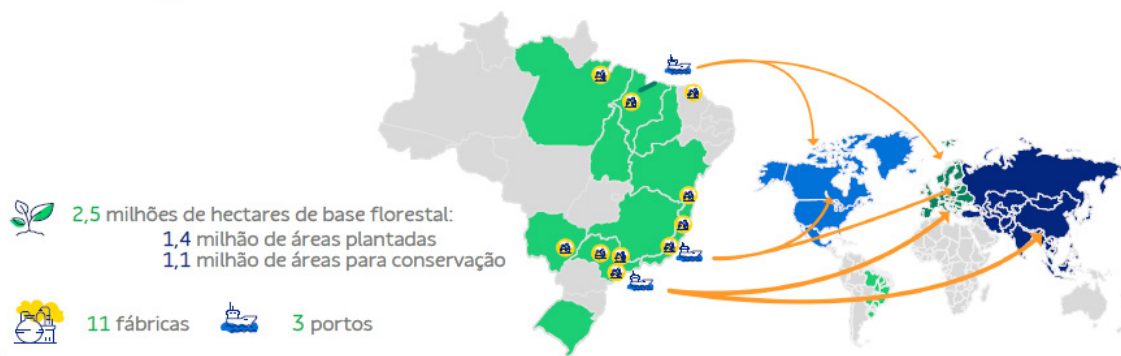 2,5 milhões de hectares de base florestal:
1,4 milhão de áreas plantadas
1,1 milhão de áreas para conservação
11 fábricas
3 portos